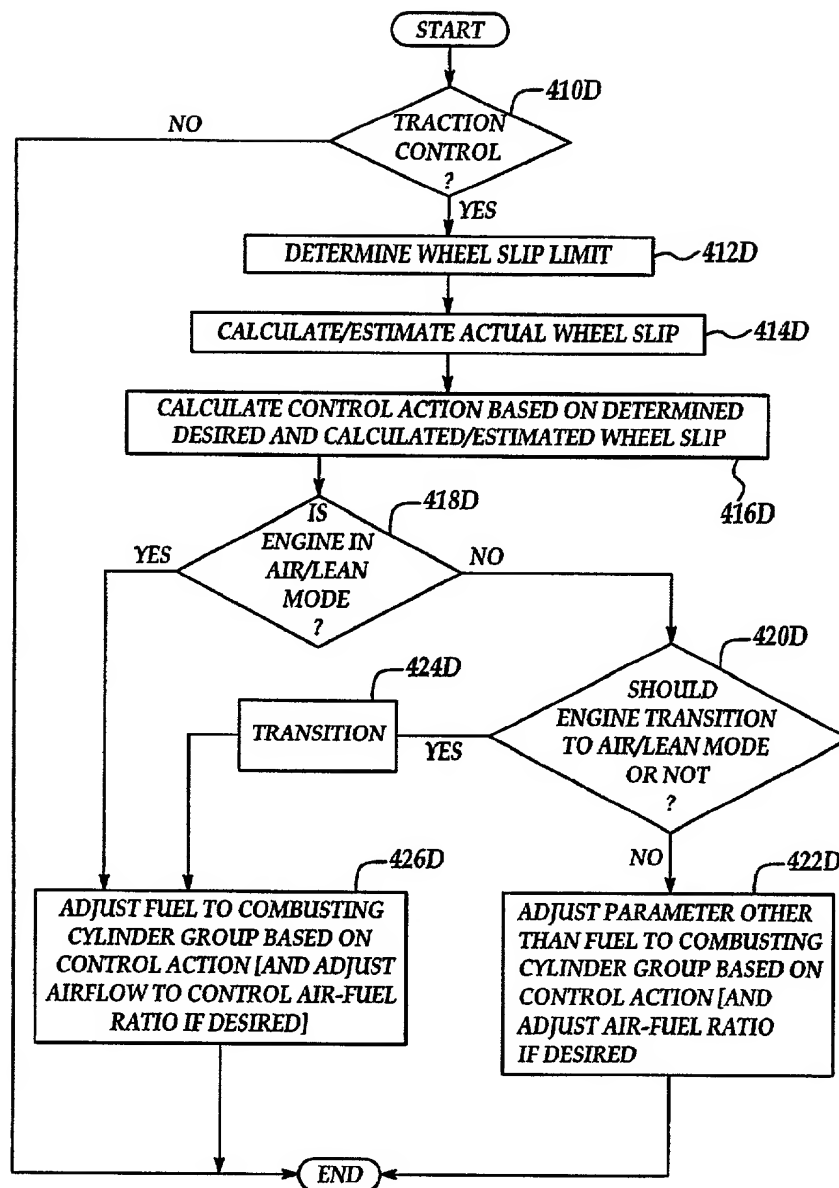 START
410D
NO
TRACTION
CONTROL
?
YES
DETERMINE WHEEL SLIP LIMIT
412D
CALCULATE/ESTIMATE ACTUAL WHEEL SLIP
414D
CALCULATE CONTROL ACTION BASED ON DETERMINED
DESIRED AND CALCULATED/ESTIMATED WHEEL SLIP
416D
418D
IS
ENGINE IN
AIR/LEAN
MODE
?
YES
NO
420D
424D
SHOULD
ENGINE TRANSITION
TO AIR/LEAN MODE
OR NOT
?
TRANSITION
YES
NO
426D
422D
ADJUST FUEL TO COMBUSTING
CYLINDER GROUP BASED ON
CONTROL ACTION [AND ADJUST
AIRFLOW TO CONTROL AIR-FUEL
RATIO IF DESIRED]
ADJUST PARAMETER OTHER
THAN FUEL TO COMBUSTING
CYLINDER GROUP BASED ON
CONTROL ACTION [AND
ADJUST AIR-FUEL RATIO
IF DESIRED
END